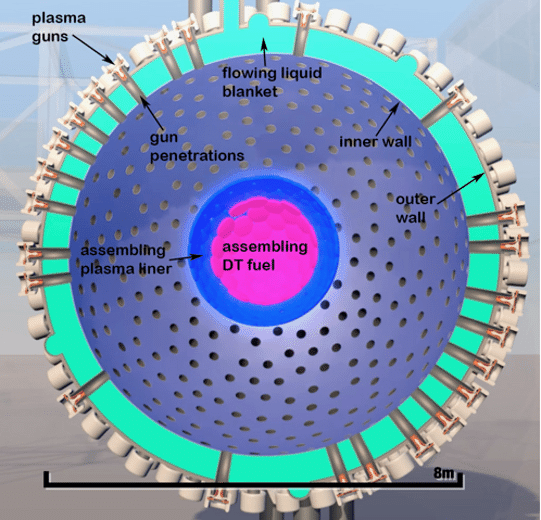 plasma
guns
flowing liquid
blanket
gun
penetrations
inner wall
outer
wall
assembling
plasma liner
assembling
DT fuel
8m